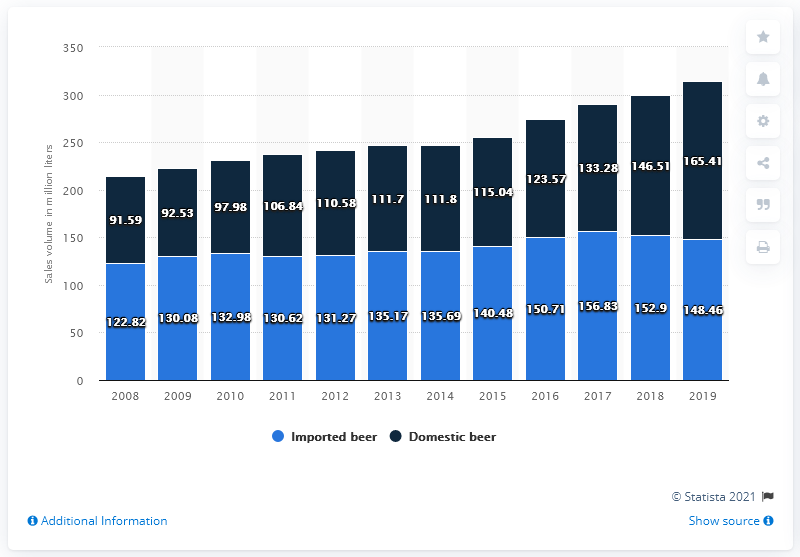 350
300
250
200
150
100
50
0
Sales volume in million liters
91.59 92.53 97.98 106.84 110.58 111.7 111.8 115.04 123.57 133.28 146.51 165.41
122.82 130.08 132.98 130.62 131.27 135.17 135.69 140.48 150.71 156.83 152.9 148.46
2008 2009 2010 2011 2012 2013 2014 2015 2016 2017 2018 2019
Imported beer Domestic beer
© Statista 2021
Additional Information Show source